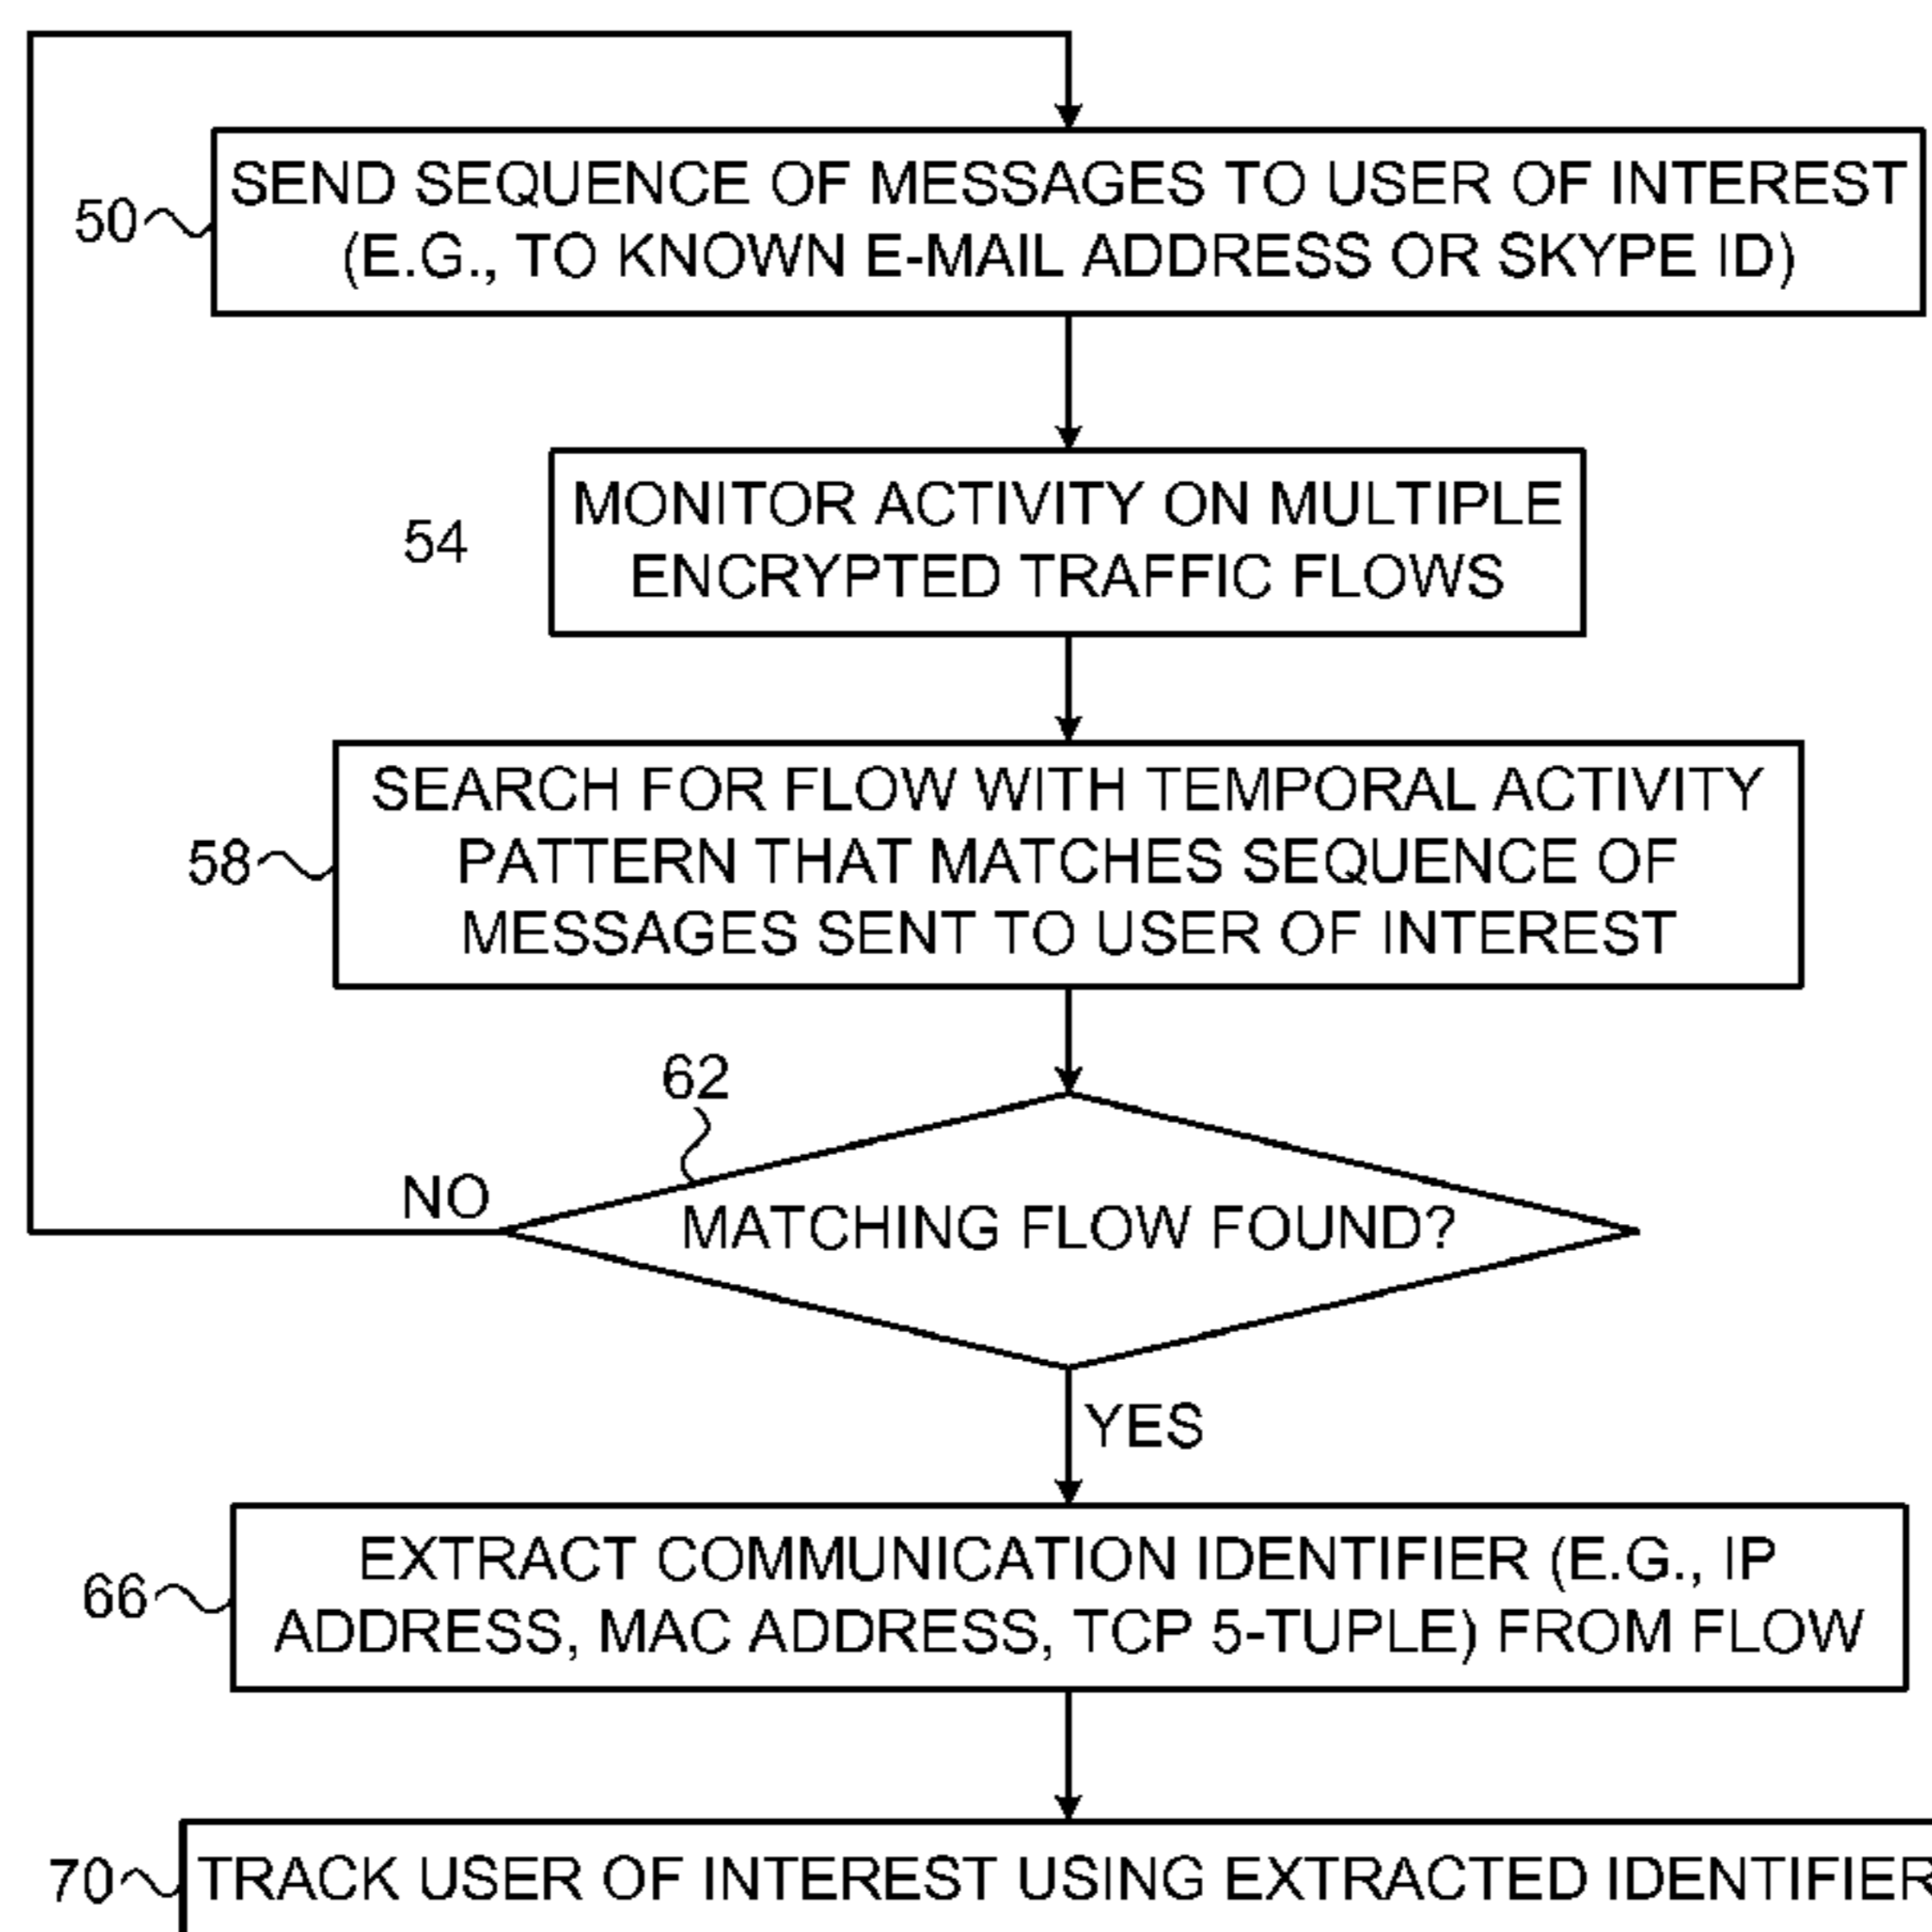 50
SEND SEQUENCE OF MESSAGES TO USER OF INTEREST
(E.G., TO KNOWN E-MAIL ADDRESS OR SKYPE ID)
54
MONITOR ACTIVITY ON MULTIPLE
ENCRYPTED TRAFFIC FLOWS
58
SEARCH FOR FLOW WITH TEMPORAL ACTIVITY
PATTERN THAT MATCHES SEQUENCE OF
MESSAGES SENT TO USER OF INTEREST
62
NO
MATCHING FLOW FOUND?
YES
66
EXTRACT COMMUNICATION IDENTIFIER (E.G., IP
ADDRESS, MAC ADDRESS, TCP 5-TUPLE) FROM FLOW
70
TRACK USER OF INTEREST USING EXTRACTED IDENTIFIER